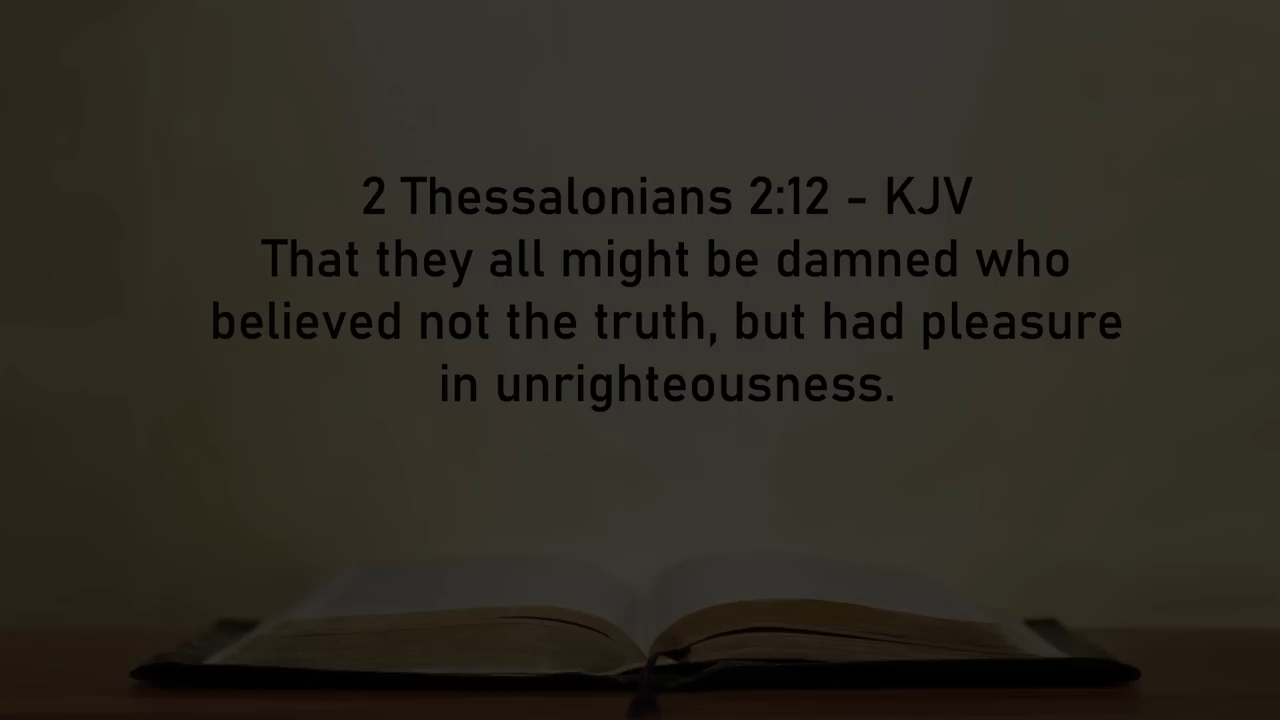 2 Thessalonians 2:12 - KJV
That they all might be damned who
believed not the truth, but had pleasure
in unrighteousness.